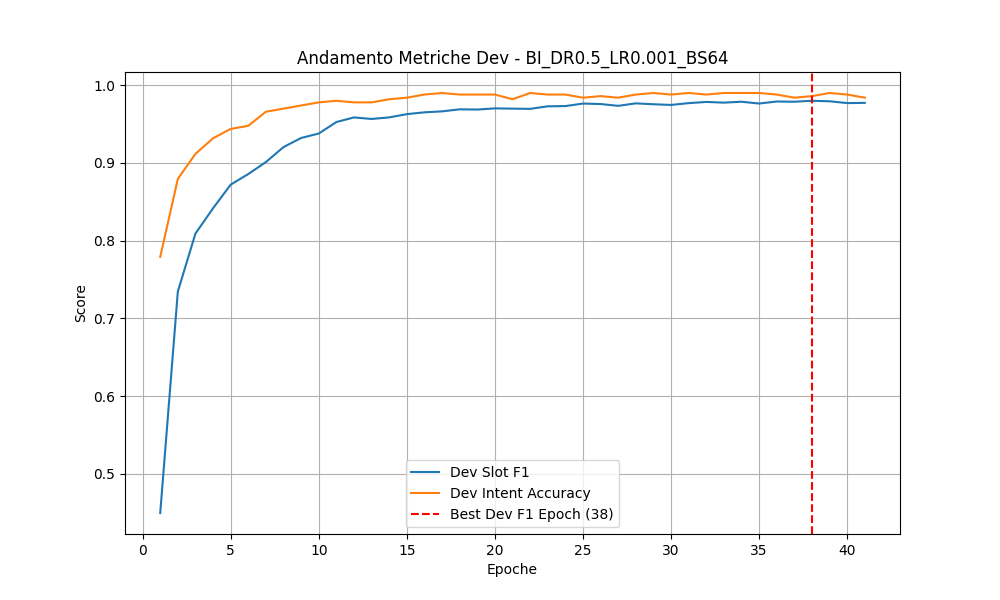 Andamento Metriche Dev - BI_DR0.5_LR0.001_BS64
1.0
0.9
0.8
0.7
0.6
0.5
Score
Dev Slot F1
Dev Intent Accuracy
Best Dev F1 Epoch (38)
0 5 10 15 20 25 30 35 40
Epoche